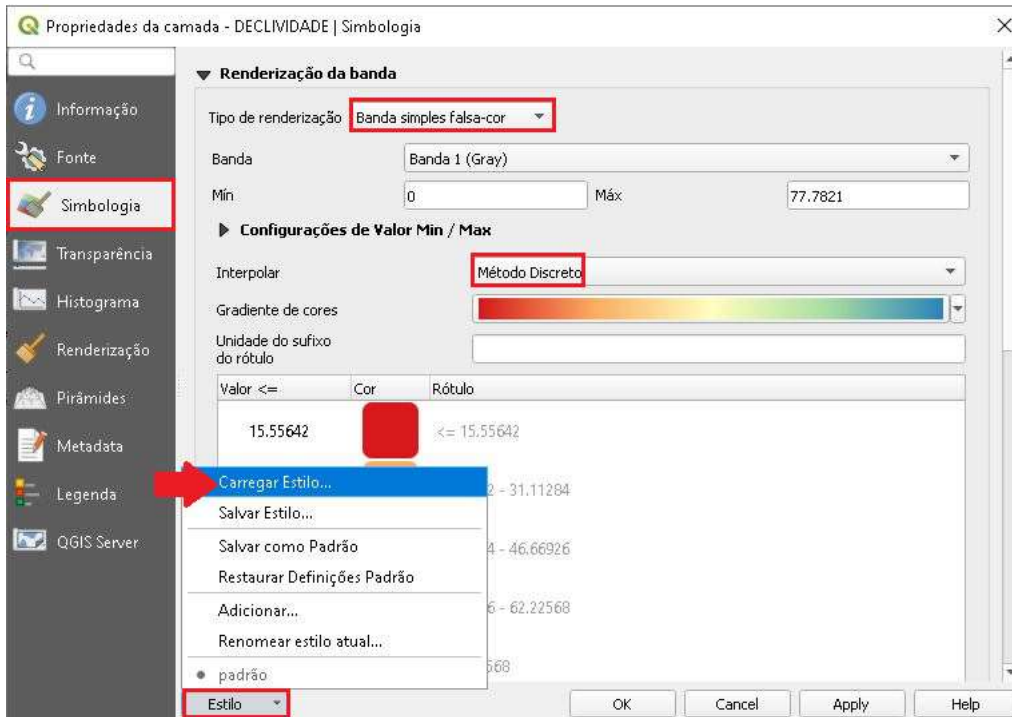 Propriedades da camada - DECLIVIDADE | Simbologia
Informação
Fonte
Simbologia
Transparência
Histograma
Renderização
Pirâmides
Metadata
Legenda
QGIS Server
Renderização da banda
Tipo de renderização Banda simples falsa-cor
Banda Banda 1 (Gray)
Mín 0 Máx 77.7821
Configurações de Valor Min / Max
Interpolar Método Discreto
Gradiente de cores
Unidade do sufixo
do rótulo
Valor <= Cor Rótulo
15.55642 <= 15.55642
2 - 31.11284
4 - 46.66926
6 - 62.22568
568
Carregar Estilo...
Salvar Estilo...
Salvar como Padrão
Restaurar Definições Padrão
Adicionar...
Renomear estilo atual...
padrão
Estilo OK Cancel Apply Help